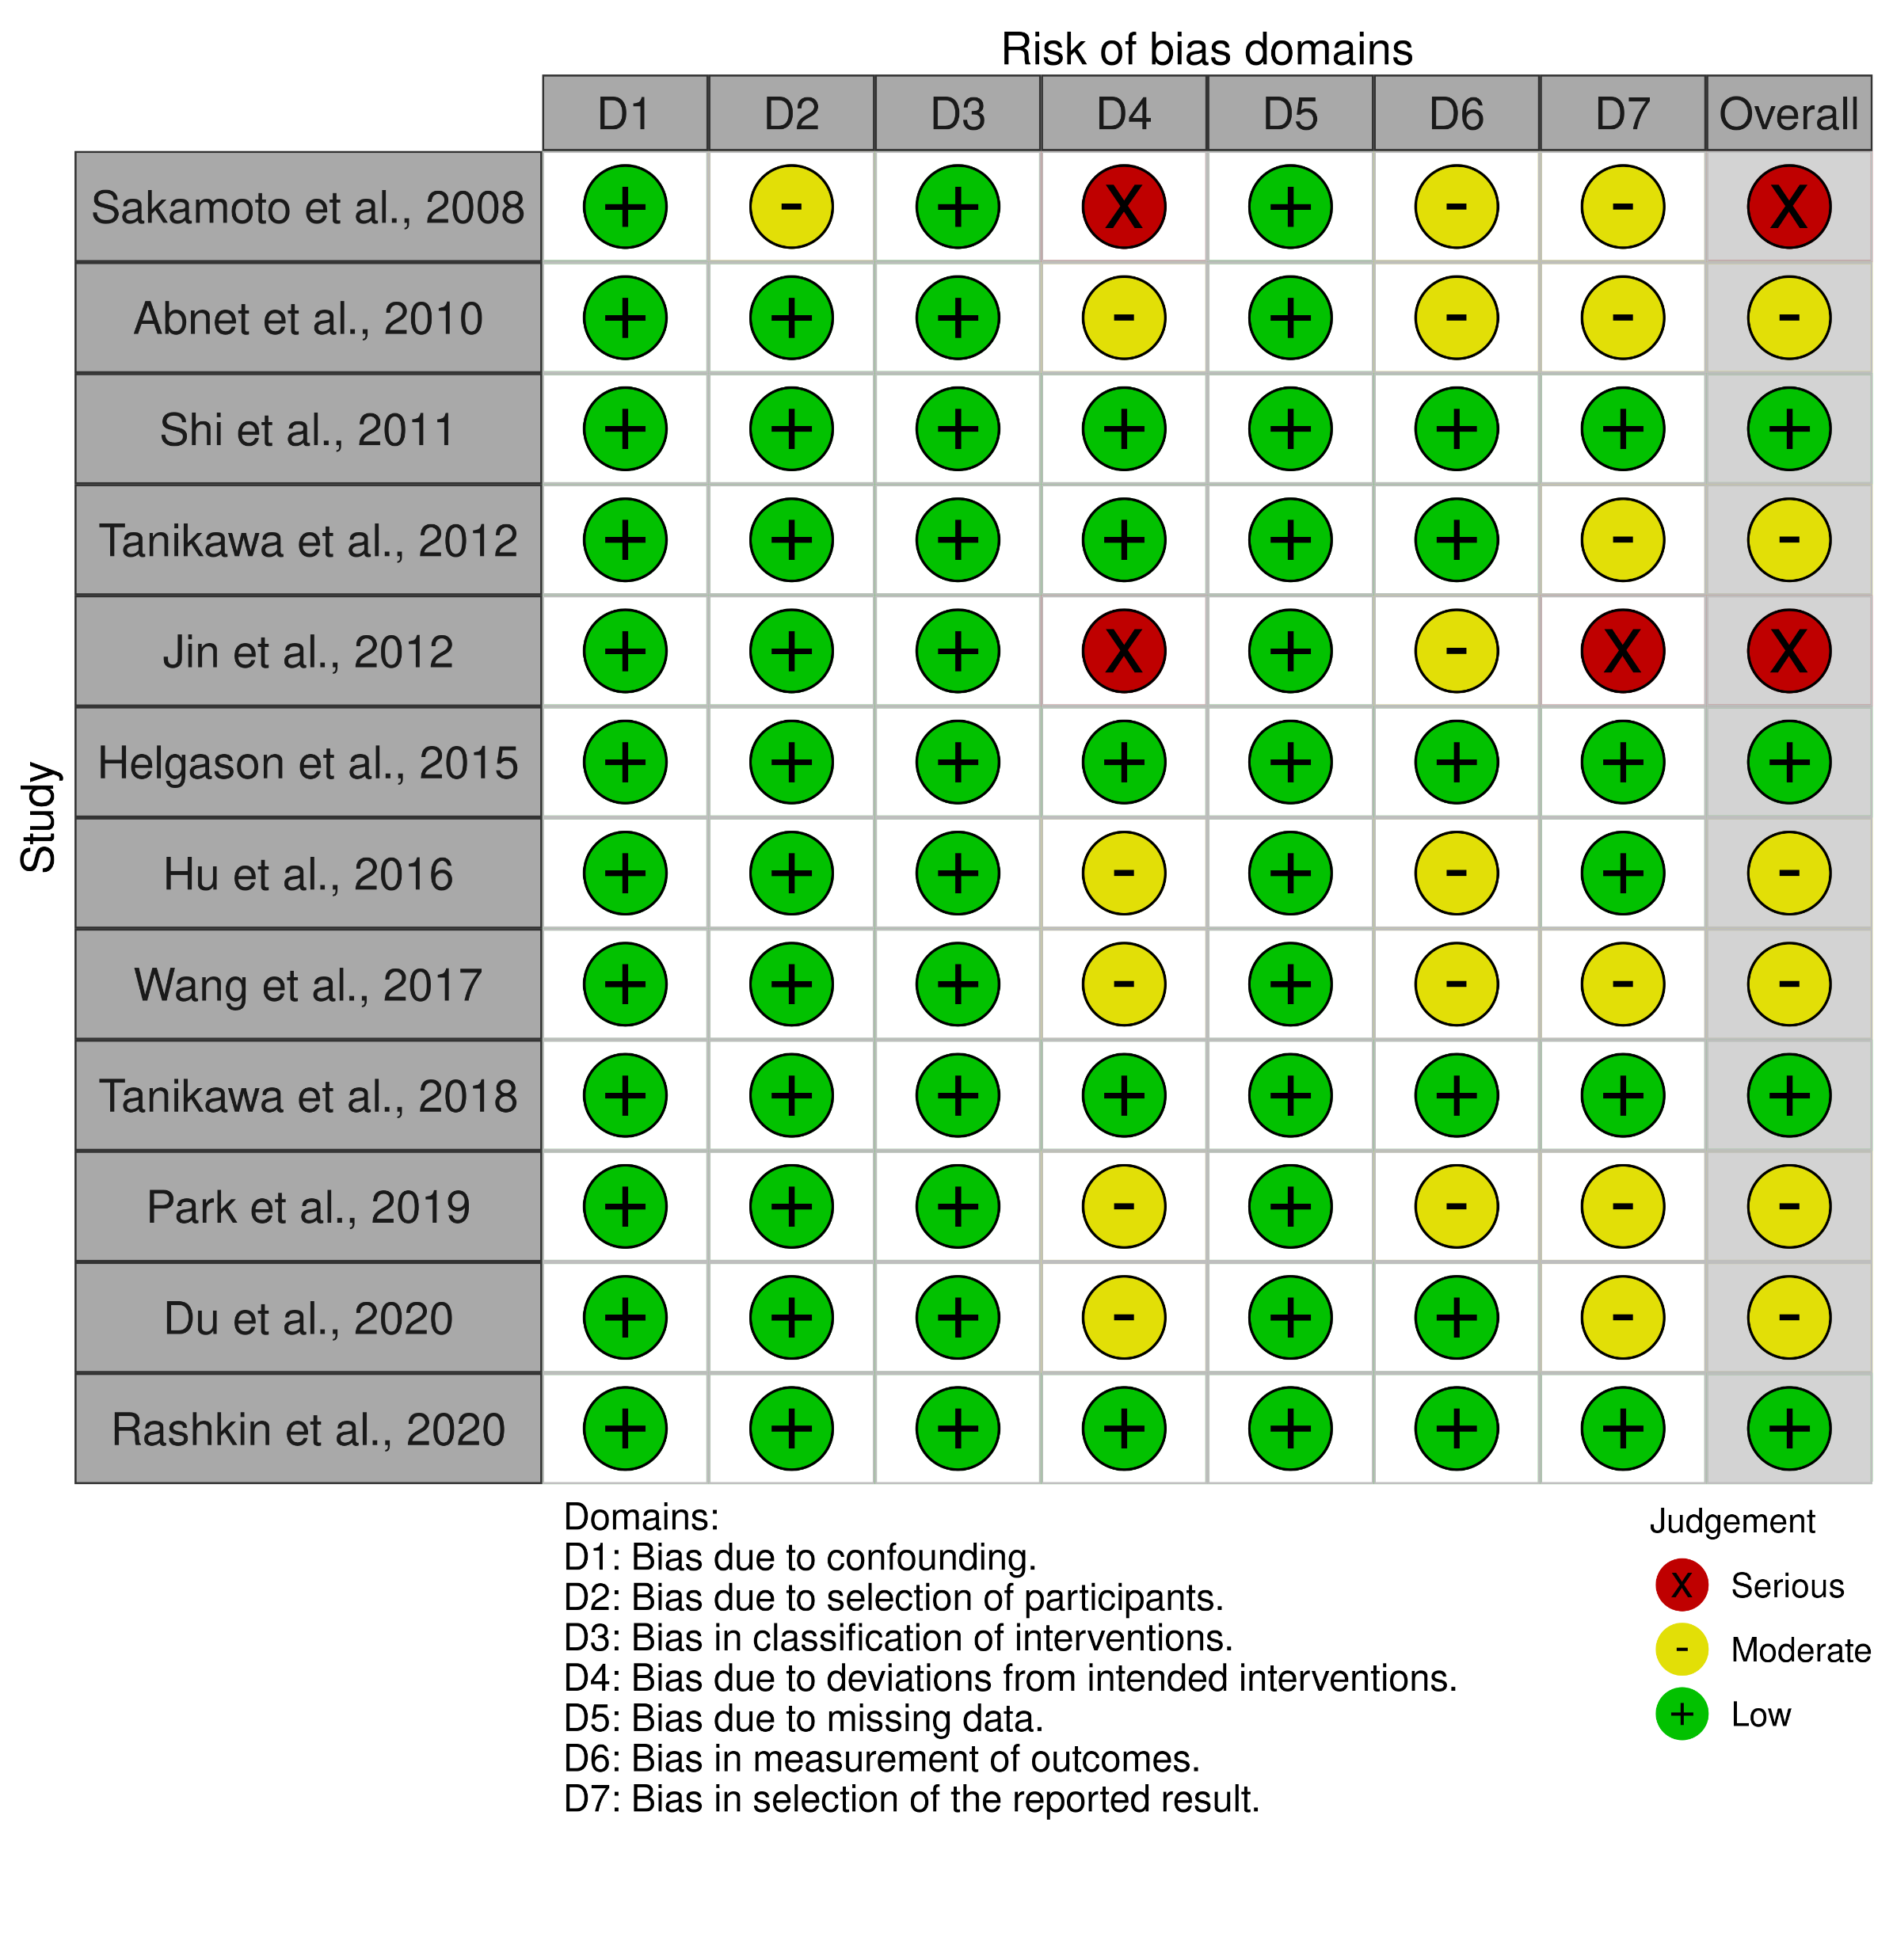 Risk of bias domains
D1 D2 D3 D4 D5 D6 D7 Overall
Study
Sakamoto et al., 2008 + - + X + - - X
Abnet et al., 2010 + + + - + - - -
Shi et al., 2011 + + + + + + + +
Tanikawa et al., 2012 + + + + + + - -
Jin et al., 2012 + + + X + - X X
Helgason et al., 2015 + + + + + + + +
Hu et al., 2016 + + + - + - + -
Wang et al., 2017 + + + - + - - -
Tanikawa et al., 2018 + + + + + + + +
Park et al., 2019 + + + - + - - -
Du et al., 2020 + + + - + + - -
Rashkin et al., 2020 + + + + + + + +
Domains:
D1: Bias due to confounding.
D2: Bias due to selection of participants.
D3: Bias in classification of interventions.
D4: Bias due to deviations from intended interventions.
D5: Bias due to missing data.
D6: Bias in measurement of outcomes.
D7: Bias in selection of the reported result.
Judgement
X Serious
- Moderate
+ Low